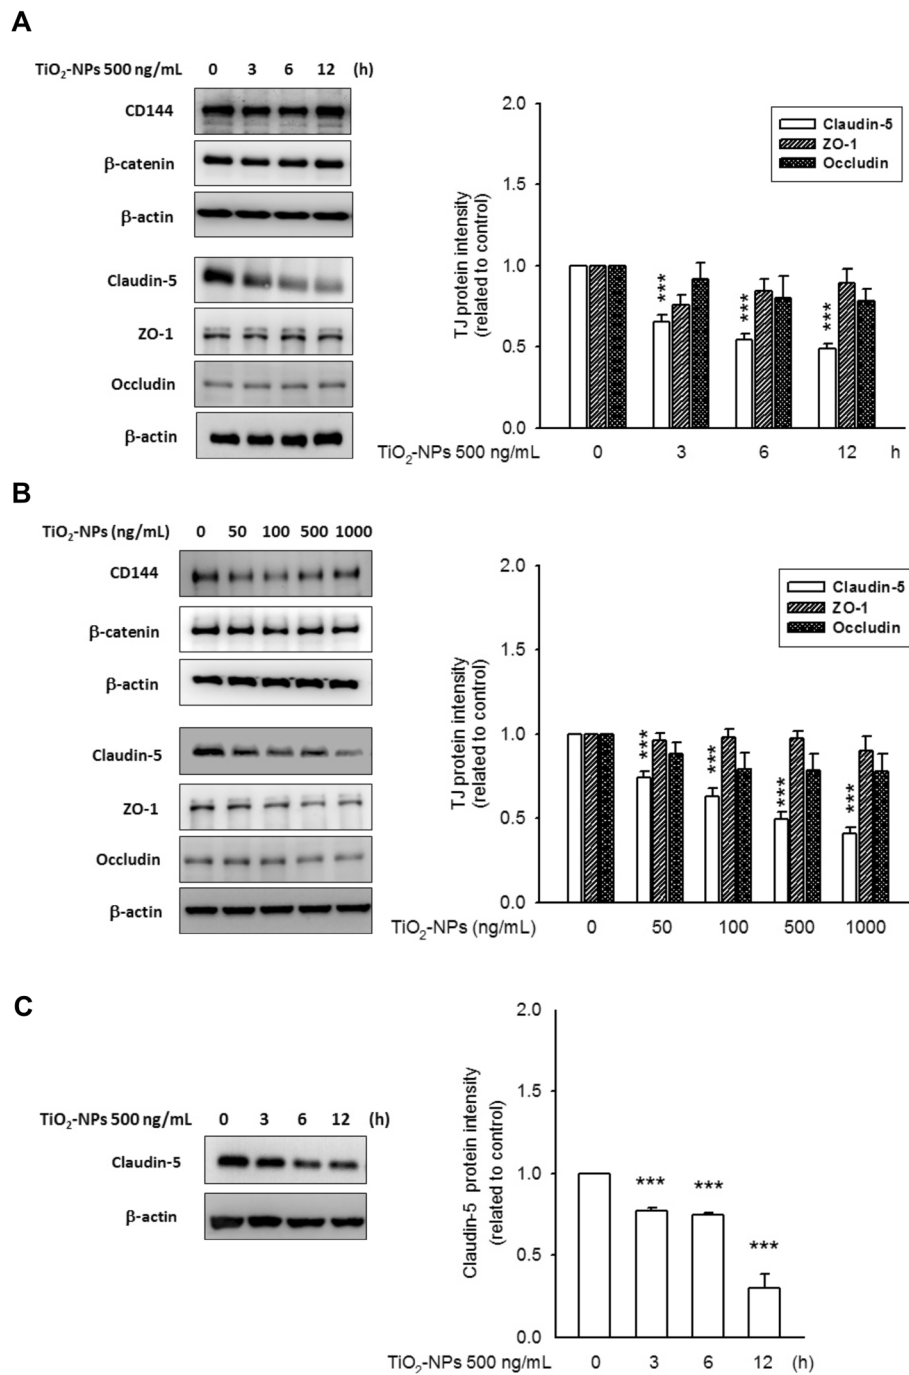 A
TiO₂-NPs 500 ng/mL 0 3 6 12 (h)
CD144
β-catenin
β-actin
Claudin-5
ZO-1
Occludin
β-actin
TJ protein intensity
(related to control)
2.0
1.5
1.0
0.5
0.0
Claudin-5
ZO-1
Occludin
***
***
***
TiO₂-NPs 500 ng/mL 0 3 6 12 h
B
TiO₂-NPs (ng/mL) 0 50 100 500 1000
CD144
β-catenin
β-actin
Claudin-5
ZO-1
Occludin
β-actin
TJ protein intensity
(related to control)
2.0
1.5
1.0
0.5
0.0
Claudin-5
ZO-1
Occludin
***
***
***
***
TiO₂-NPs (ng/mL) 0 50 100 500 1000
C
TiO₂-NPs 500 ng/mL 0 3 6 12 (h)
Claudin-5
β-actin
Claudin-5 protein intensity
(related to control)
2.0
1.5
1.0
0.5
0.0
***
***
***
TiO₂-NPs 500 ng/mL 0 3 6 12 (h)